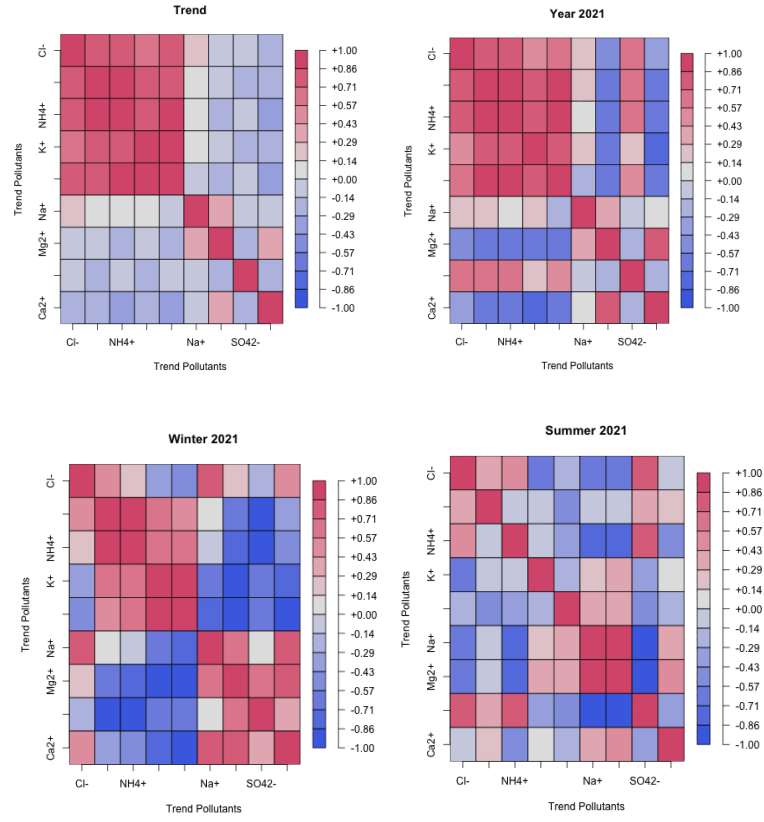 Trend
Cl-
NH4+
K+
Na+
Mg2+
Ca2+
Trend Pollutants
Cl-
NH4+
Na+
SO42-
Trend Pollutants
+1.00
+0.86
+0.71
+0.57
+0.43
+0.29
+0.14
+0.00
-0.14
-0.29
-0.43
-0.57
-0.71
-0.86
-1.00
Year 2021
Cl-
NH4+
K+
Na+
Mg2+
Ca2+
Trend Pollutants
Cl-
NH4+
Na+
SO42-
Trend Pollutants
+1.00
+0.86
+0.71
+0.57
+0.43
+0.29
+0.14
+0.00
-0.14
-0.29
-0.43
-0.57
-0.71
-0.86
-1.00
Winter 2021
Cl-
NH4+
K+
Na+
Mg2+
Ca2+
Trend Pollutants
Cl-
NH4+
Na+
SO42-
Trend Pollutants
+1.00
+0.86
+0.71
+0.57
+0.43
+0.29
+0.14
+0.00
-0.14
-0.29
-0.43
-0.57
-0.71
-0.86
-1.00
Summer 2021
Cl-
NH4+
K+
Na+
Mg2+
Ca2+
Trend Pollutants
Cl-
NH4+
Na+
SO42-
Trend Pollutants
+1.00
+0.86
+0.71
+0.57
+0.43
+0.29
+0.14
+0.00
-0.14
-0.29
-0.43
-0.57
-0.71
-0.86
-1.00